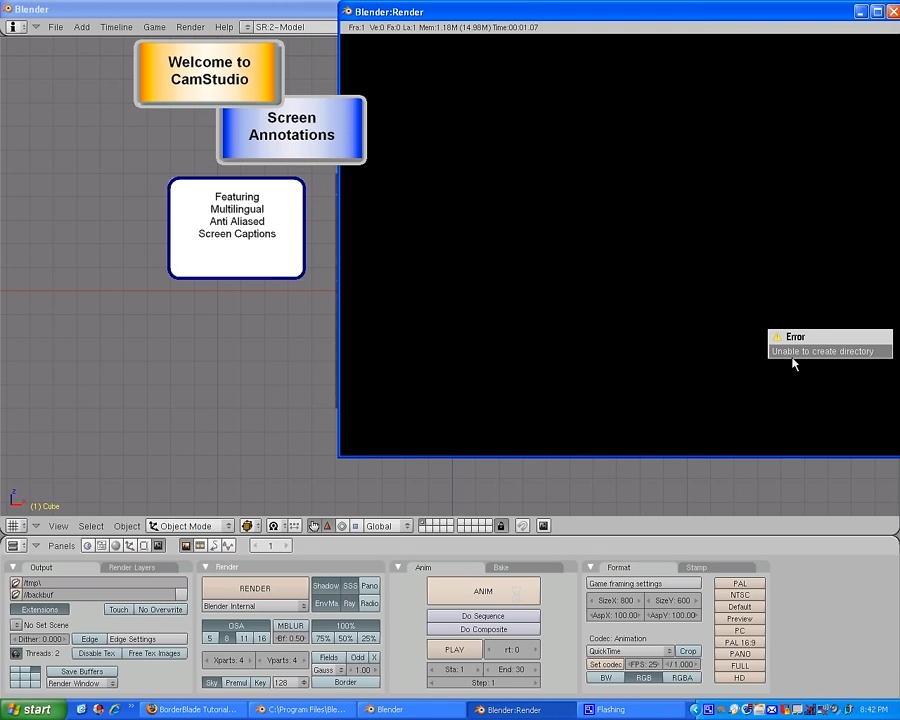 Blender
Blender:Render
File Add Timeline Game Render Help SR:2-Model
Fra:1 Ve:0 Fa:0 La:1 Mem:1.18M (14.98M) Time:00:01.07
Welcome to
CamStudio
Screen
Annotations
Featuring
Multilingual
Anti Aliased
Screen Captions
Error
Unable to create directory
z
(1) Cube
View Select Object Object Mode Global
Panels 1
Output Render Layers
/tmp\
//backbuf
Extensions Touch No Overwrite
No Set Scene
Dither: 0.000 Edge Edge Settings
Threads: 2 Disable Tex Free Tex Images
Save Buffers
Render Window
Render
RENDER
Blender Internal
Shadow SSS Pano
EnvMa Ray Radio
OSA MBLUR 100%
5 8 11 16 Bf: 0.50 75% 50% 25%
Xparts: 4 Yparts: 4 Fields Odd X
Gauss 1.00
Sky Premul Key 128 Border
Anim Bake
ANIM
Do Sequence
Do Composite
PLAY rt: 0
Sta: 1 End: 30
Step: 1
Format Stamp
Game framing settings
SizeX: 800 SizeY: 600
AspX: 100.00 AspY: 100.00
Codec: Animation
QuickTime Crop
Set codec FPS: 25 / 1.000
BW RGB RGBA
PAL
NTSC
Default
Preview
PC
PAL 16:9
PANO
FULL
HD
start BorderBlade Tutorial... C:\Program Files\Ble... Blender Blender:Render Flashing 8:42 PM